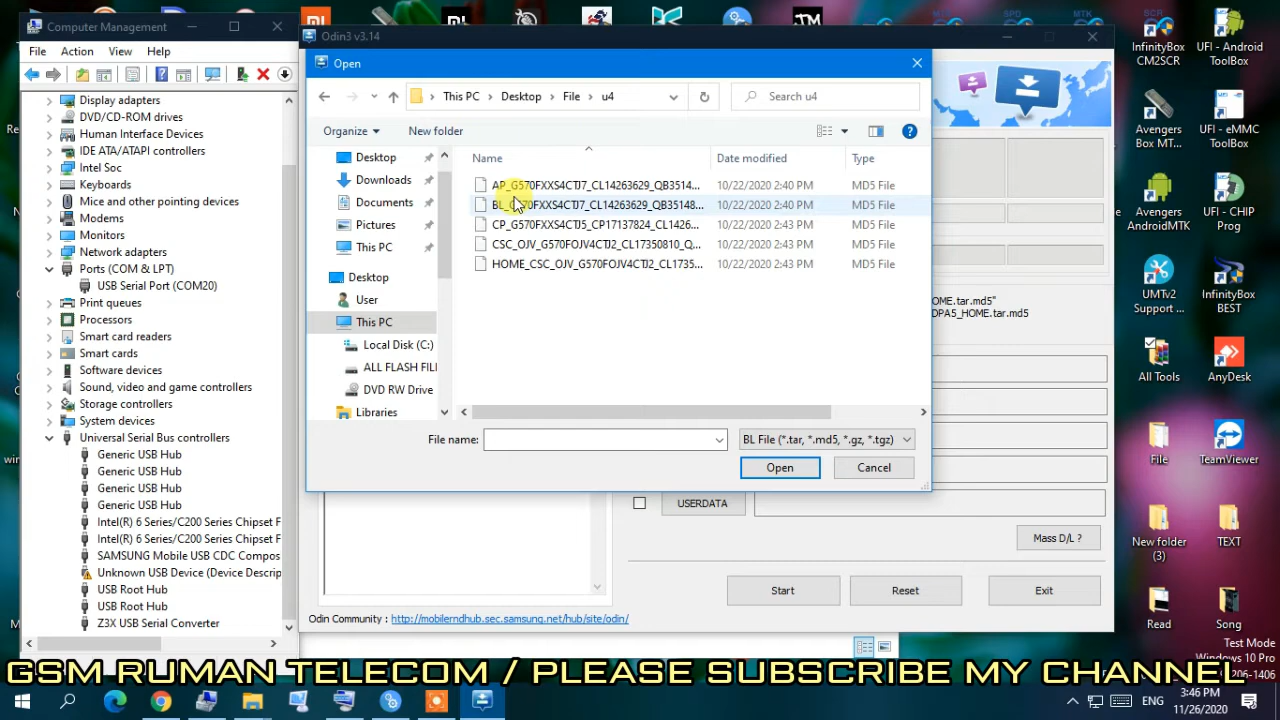 Computer Management
File Action View Help
Display adapters
DVD/CD-ROM drives
Human Interface Devices
IDE ATA/ATAPI controllers
Intel Soc
Keyboards
Mice and other pointing devices
Modems
Monitors
Network adapters
Ports (COM & LPT)
USB Serial Port (COM20)
Print queues
Processors
Smart card readers
Smart cards
Software devices
Sound, video and game controllers
Storage controllers
System devices
Universal Serial Bus controllers
Generic USB Hub
Generic USB Hub
Generic USB Hub
Generic USB Hub
Intel(R) 6 Series/C200 Series Chipset F
Intel(R) 6 Series/C200 Series Chipset F
SAMSUNG Mobile USB CDC Compos
Unknown USB Device (Device Descrip
USB Root Hub
USB Root Hub
Z3X USB Serial Converter
Odin3 v3.14
Open
This PC > Desktop > File > u4
Search u4
Organize
New folder
Desktop
Downloads
Documents
Pictures
This PC
Desktop
User
This PC
Local Disk (C:)
ALL FLASH FIL
DVD RW Drive
Libraries
Name Date modified Type
AP_G570FXXS4CTJ7_CL14263629_QB3514... 10/22/2020 2:40 PM MD5 File
BL_G570FXXS4CTJ7_CL14263629_QB35148... 10/22/2020 2:40 PM MD5 File
CP_G570FXXS4CTJ5_CP17137824_CL1426... 10/22/2020 2:43 PM MD5 File
CSC_OJV_G570FOJV4CTJ2_CL17350810_Q... 10/22/2020 2:43 PM MD5 File
HOME_CSC_OJV_G570FOJV4CTJ2_CL1735... 10/22/2020 2:43 PM MD5 File
File name:
BL File (*.tar, *.md5, *.gz, *.tgz)
Open
Cancel
OME.tar.md5"
DPA5_HOME.tar.md5
USERDATA
Mass D/L ?
Start
Reset
Exit
Odin Community : http://mobilerndhub.sec.samsung.net/hub/site/odin/
SCR
SPD
MTK
InfinityBox
CM2SCR
UFI - Android
ToolBox
Avengers
Box MT...
UFI - eMMC
ToolBox
Avengers
AndroidMTK
UFI - CHIP
Prog
UMTv2
Support ...
InfinityBox
BEST
All Tools
AnyDesk
File
TeamViewer
New folder
(3)
TEXT
Read
Song
Test Mode
Windows 10 Pro
206-1406
GSM RUMAN TELECOM / PLEASE SUBSCRIBE MY CHANNEL
ENG
3:46 PM
11/26/2020